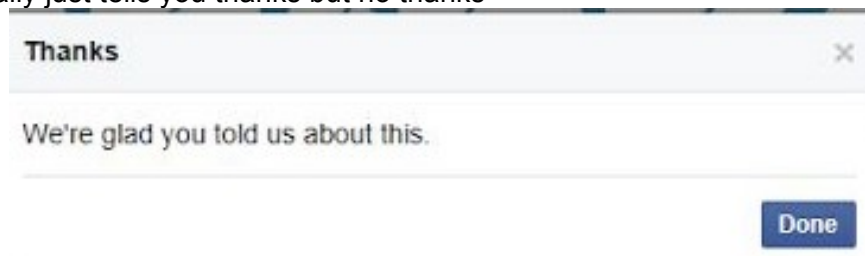 just tells you thanks but no thanks
Thanks ×
We're glad you told us about this.
Done